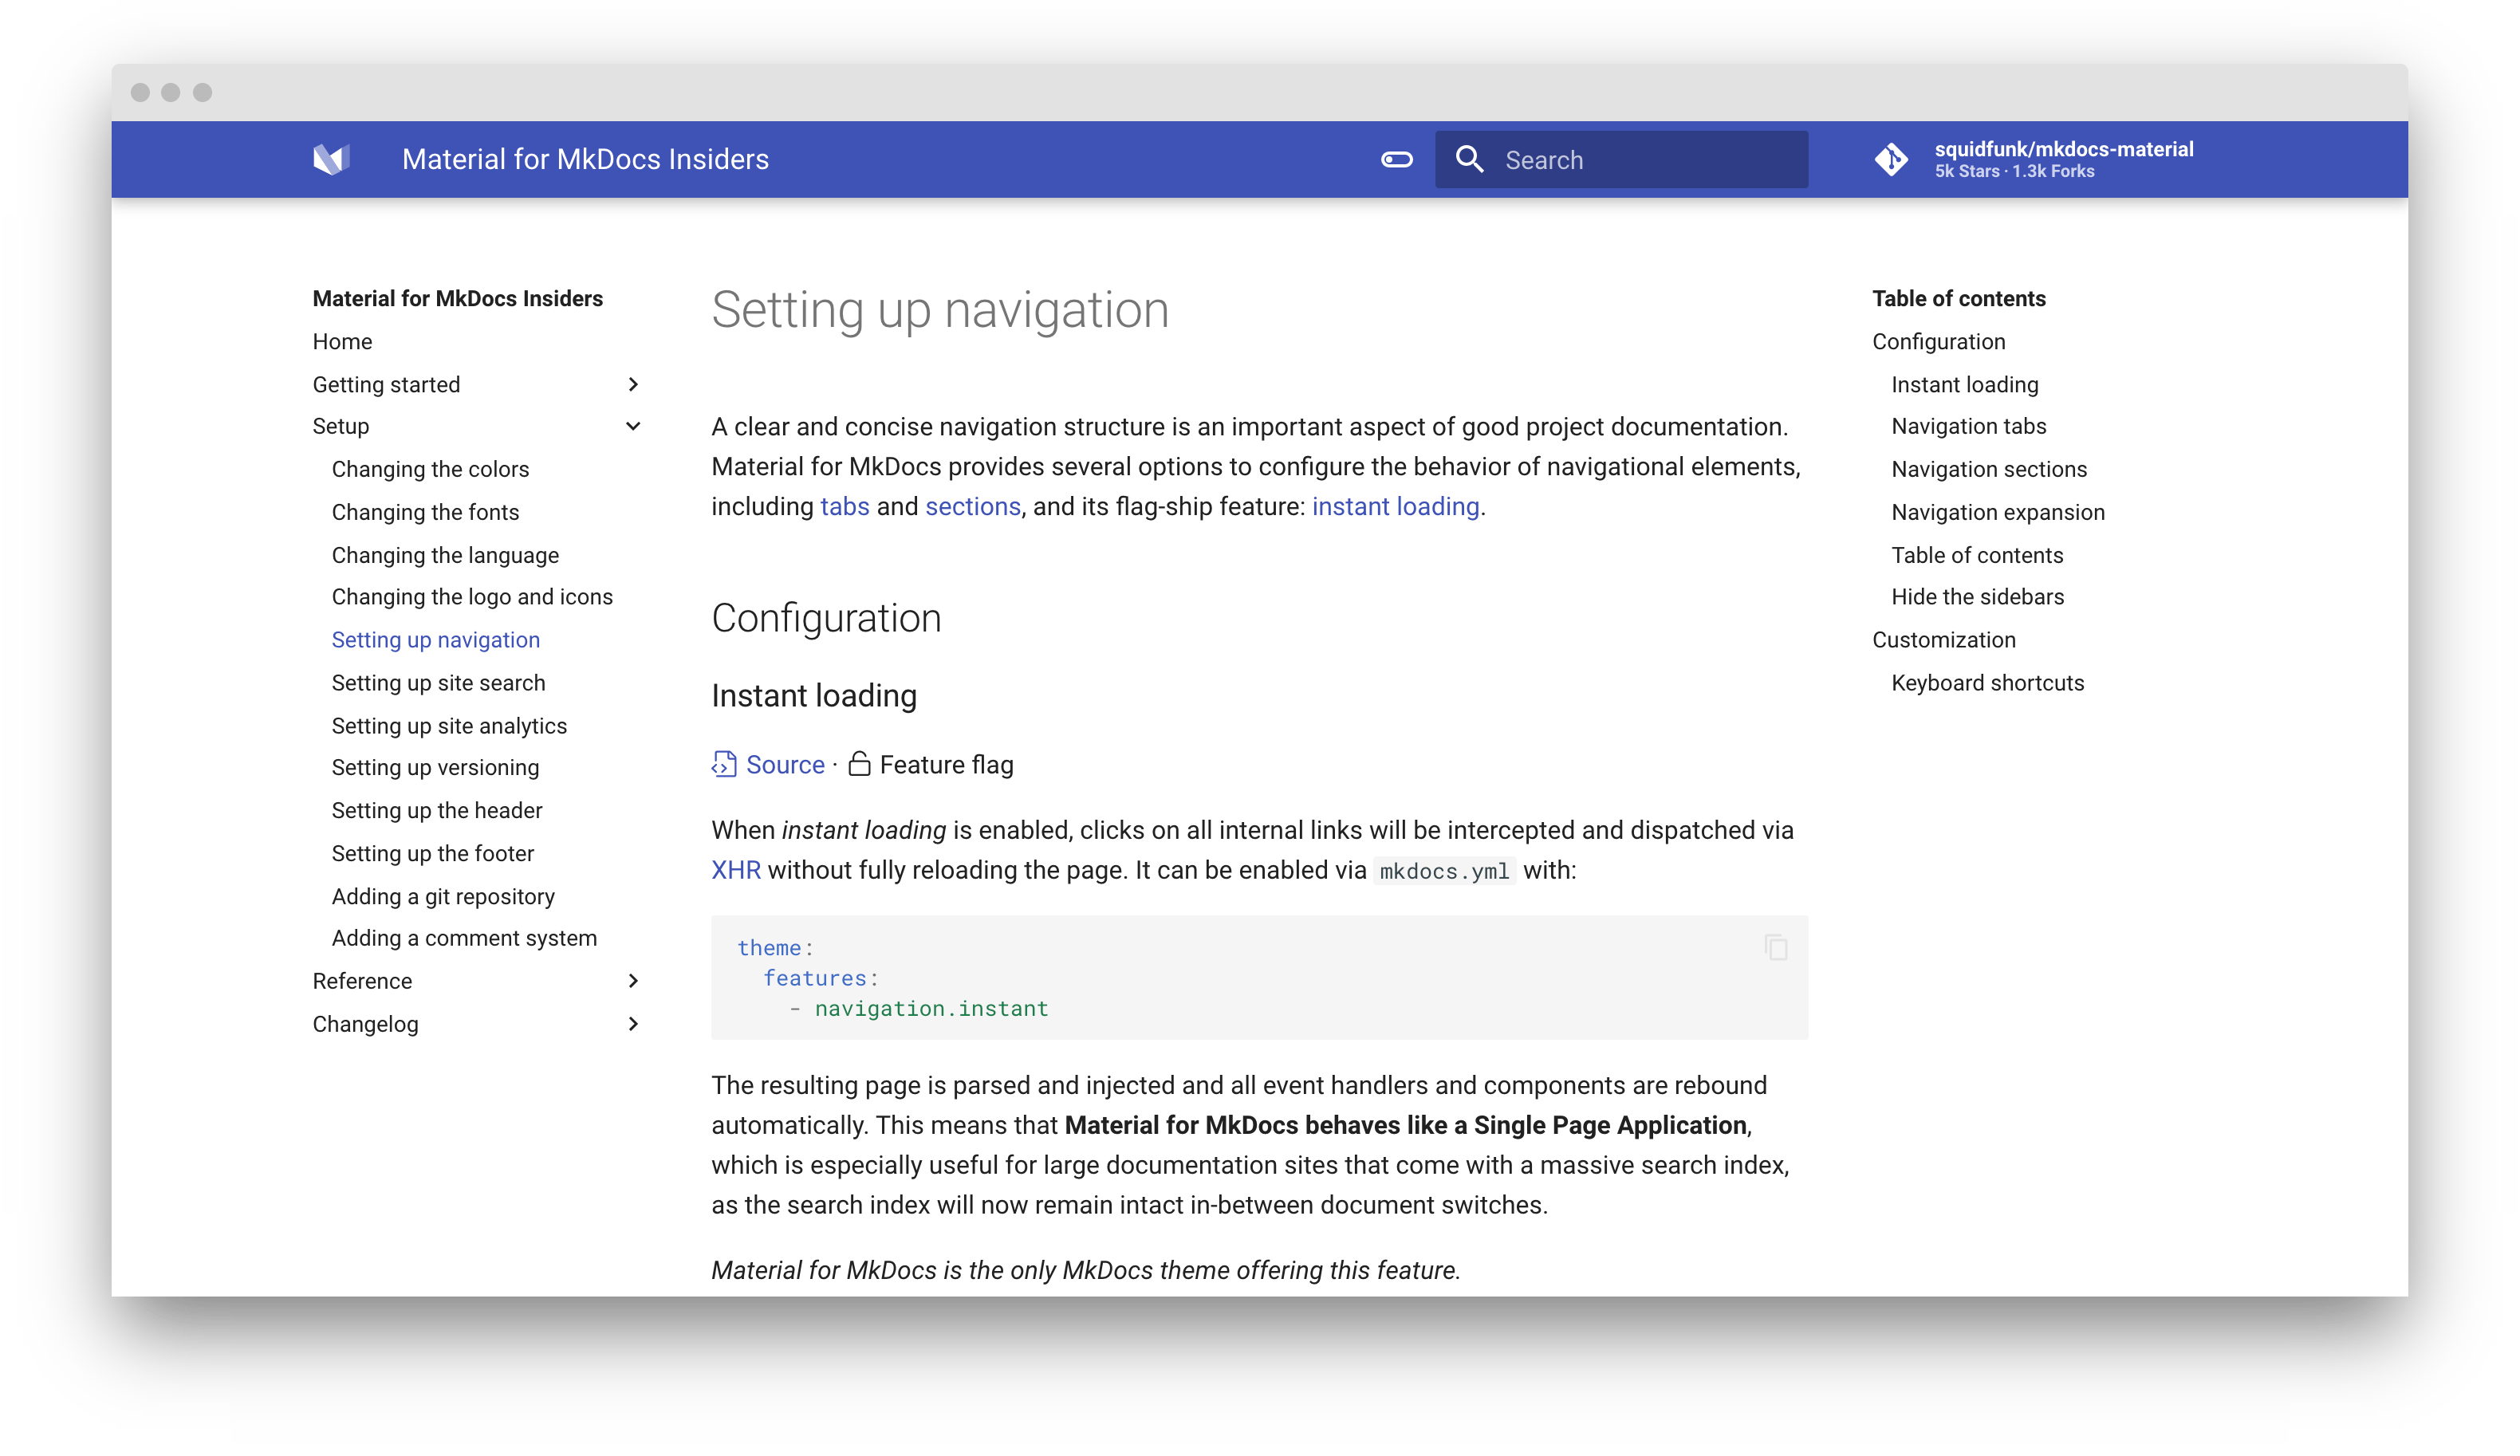 Material for MkDocs Insiders
Search
squidfunk/mkdocs-material
5k Stars · 1.3k Forks
Material for MkDocs Insiders
Home
Getting started
Setup
Changing the colors
Changing the fonts
Changing the language
Changing the logo and icons
Setting up navigation
Setting up site search
Setting up site analytics
Setting up versioning
Setting up the header
Setting up the footer
Adding a git repository
Adding a comment system
Reference
Changelog
Setting up navigation
A clear and concise navigation structure is an important aspect of good project documentation.
Material for MkDocs provides several options to configure the behavior of navigational elements,
including tabs and sections, and its flag-ship feature: instant loading.
Configuration
Instant loading
Source · Feature flag
When instant loading is enabled, clicks on all internal links will be intercepted and dispatched via
XHR without fully reloading the page. It can be enabled via mkdocs.yml with:
theme:
  features:
    - navigation.instant
The resulting page is parsed and injected and all event handlers and components are rebound
automatically. This means that Material for MkDocs behaves like a Single Page Application,
which is especially useful for large documentation sites that come with a massive search index,
as the search index will now remain intact in-between document switches.
Material for MkDocs is the only MkDocs theme offering this feature.
Table of contents
Configuration
Instant loading
Navigation tabs
Navigation sections
Navigation expansion
Table of contents
Hide the sidebars
Customization
Keyboard shortcuts